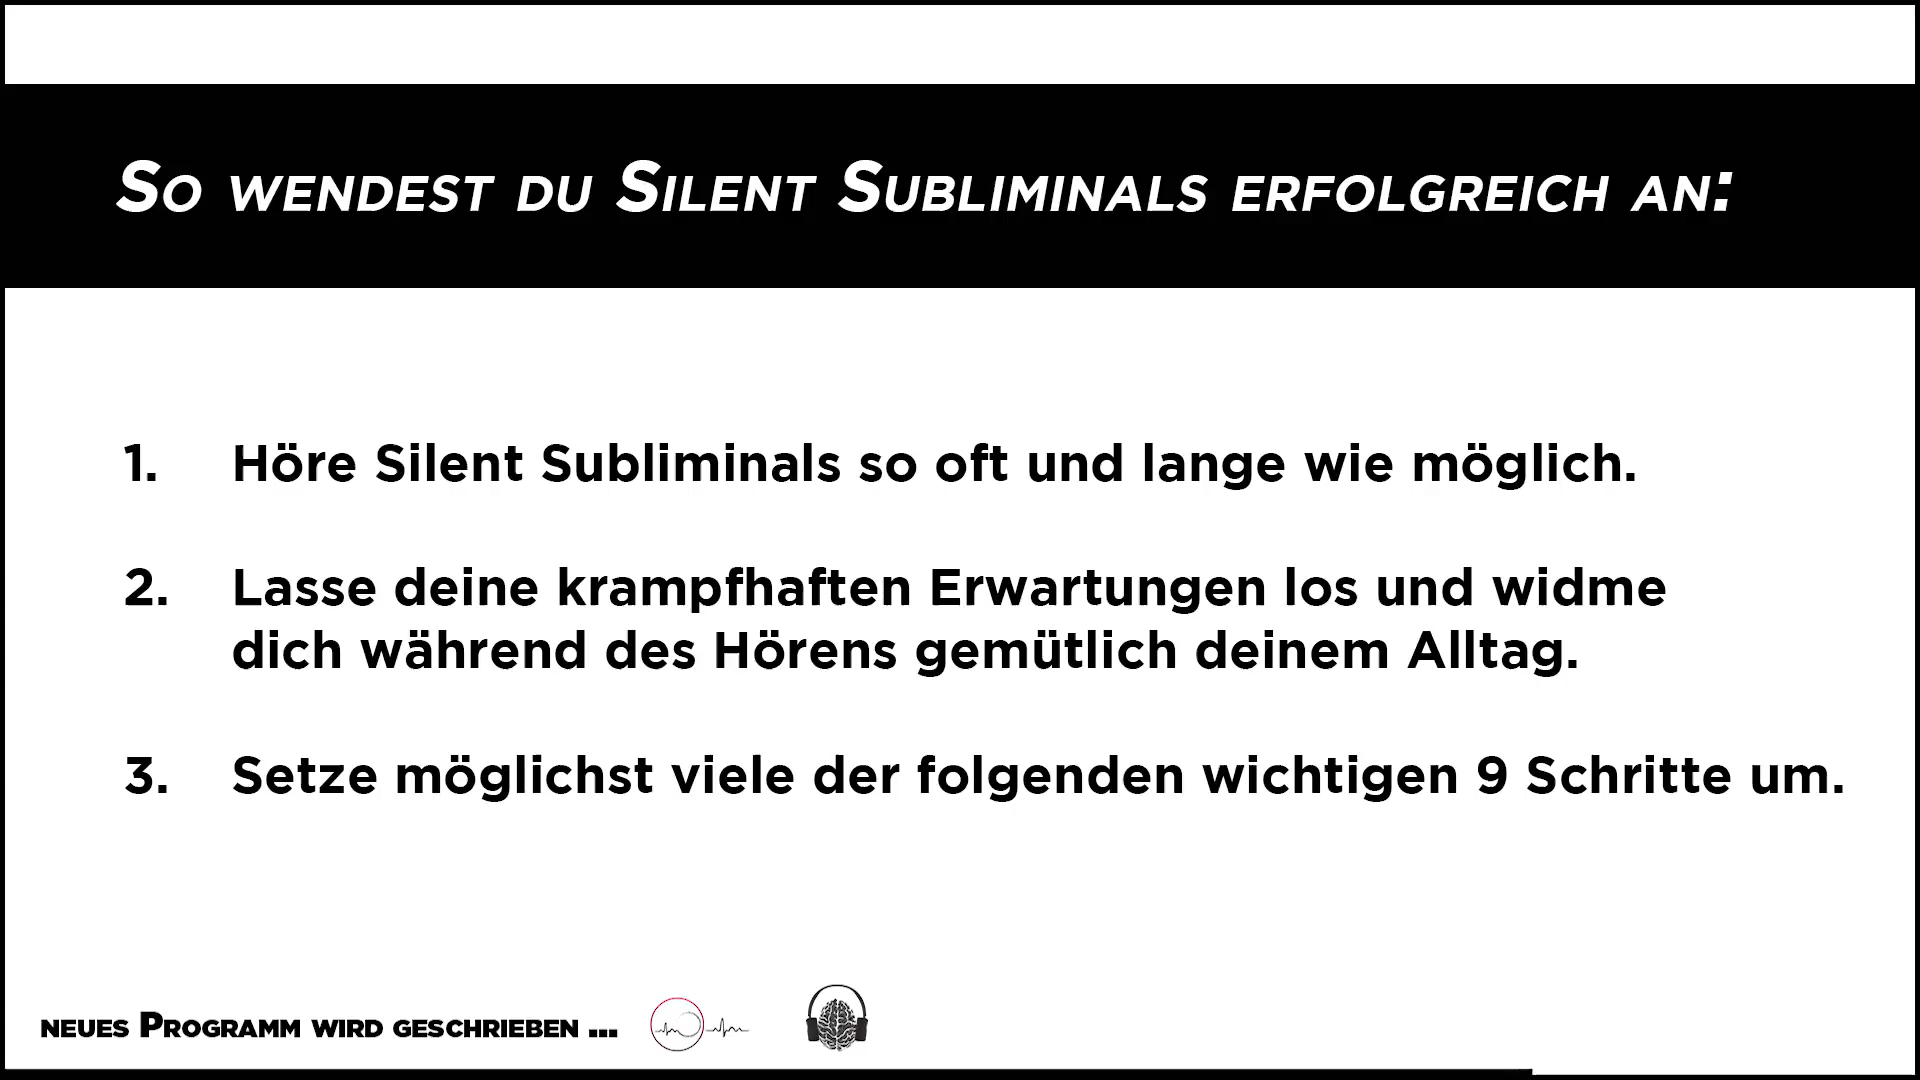 So wendest du Silent Subliminals erfolgreich an:
1. Höre Silent Subliminals so oft und lange wie möglich.
2. Lasse deine krampfhaften Erwartungen los und widme
dich während des Hörens gemütlich deinem Alltag.
3. Setze möglichst viele der folgenden wichtigen 9 Schritte um.
neues Programm wird geschrieben ...